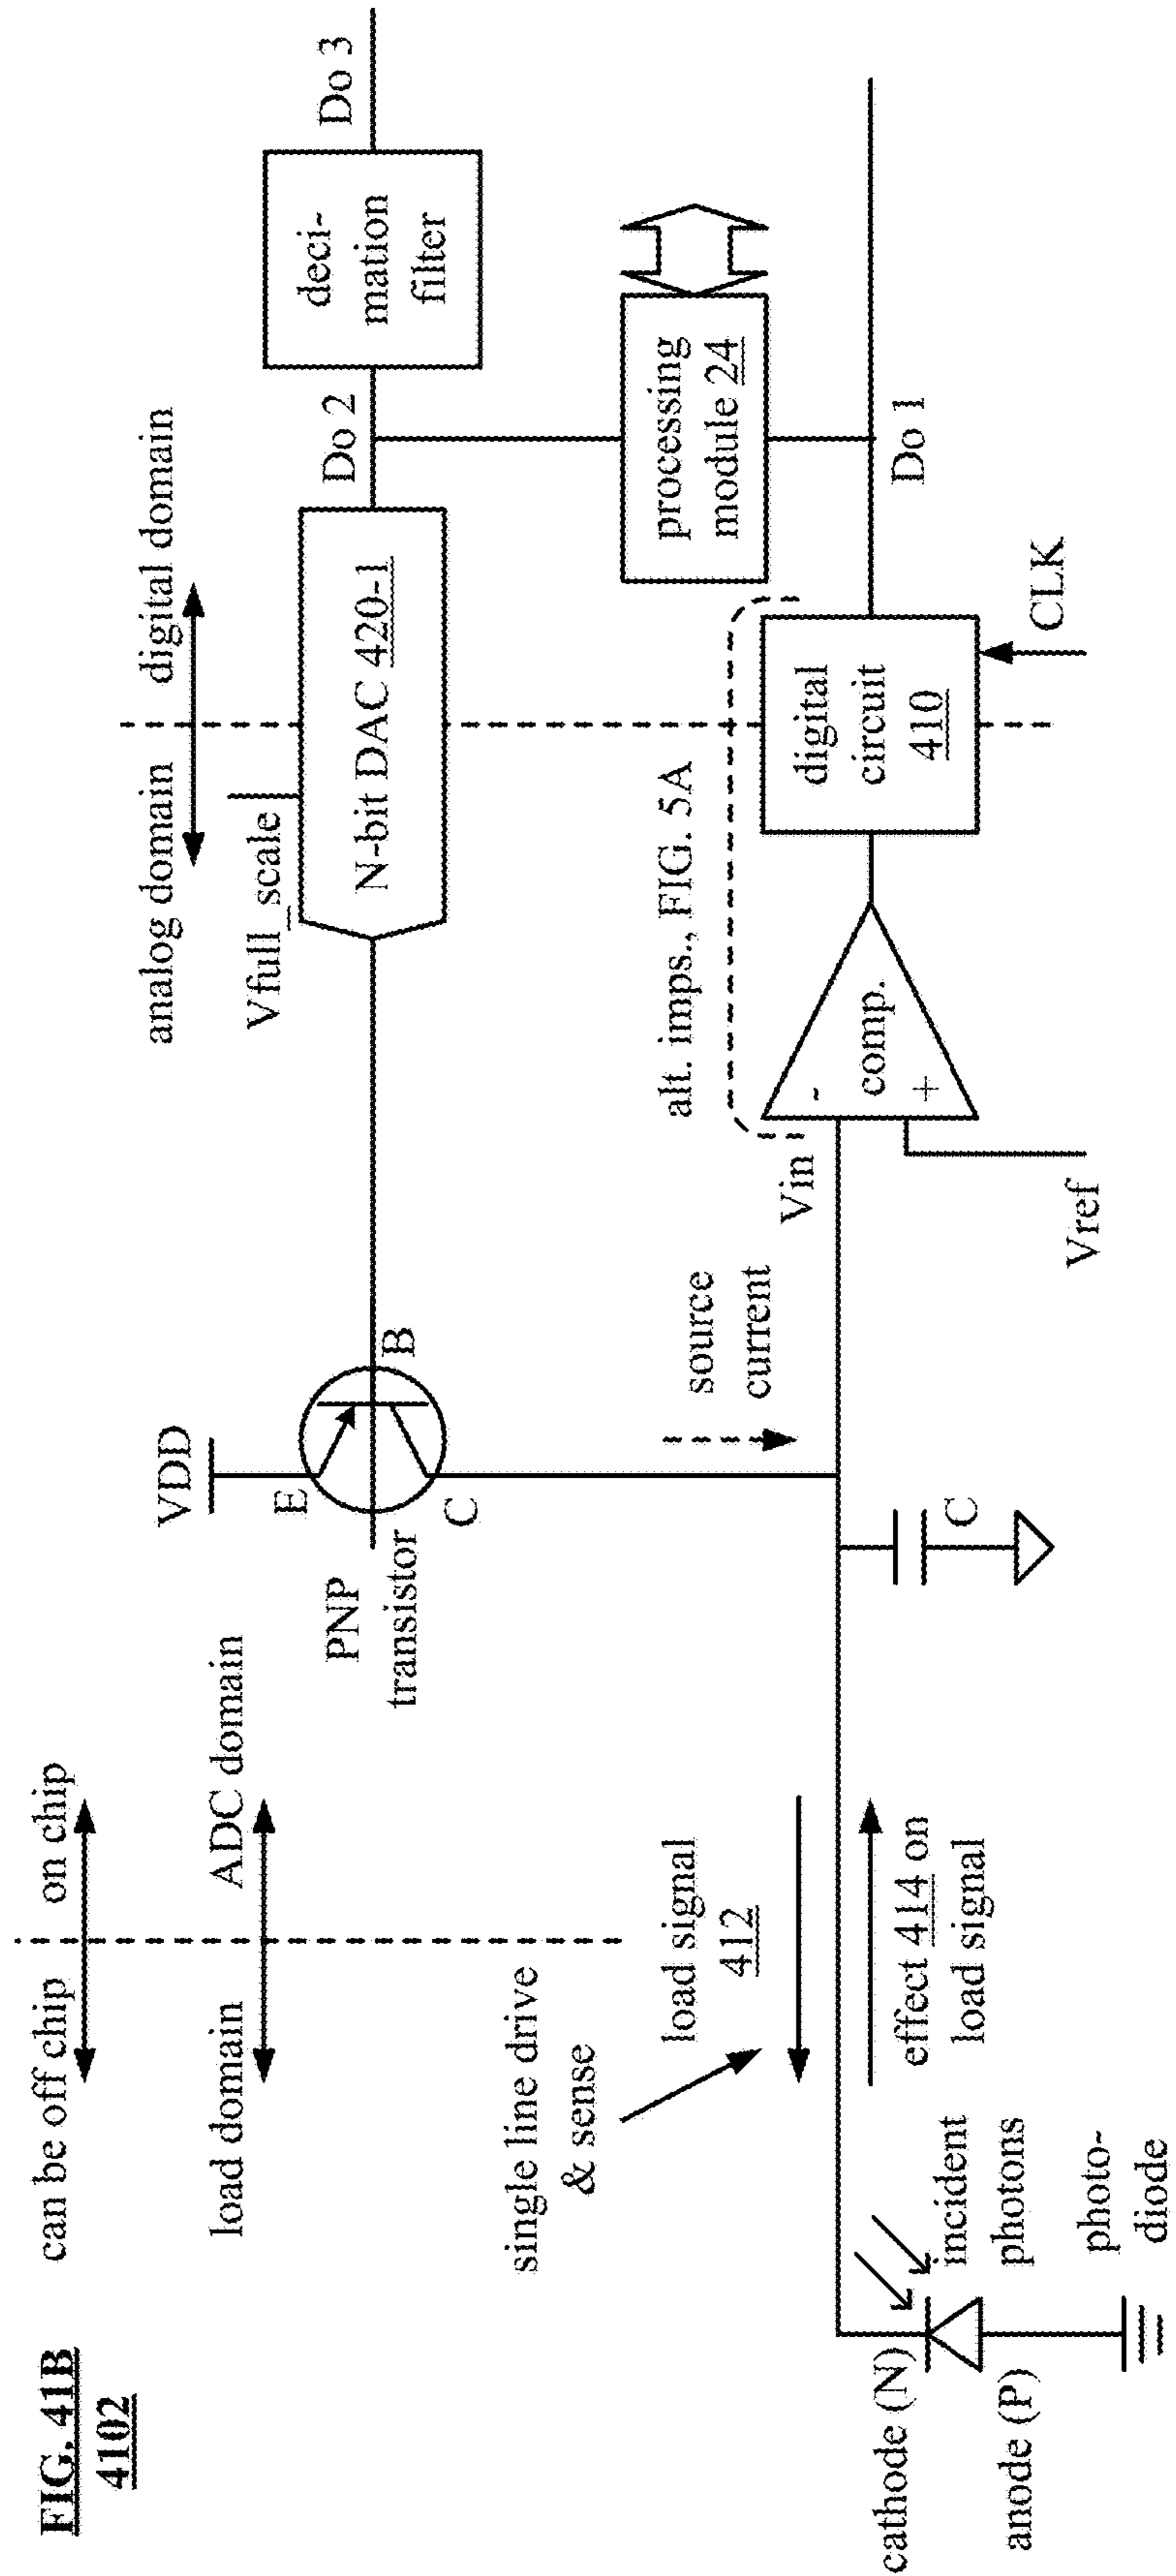 FIG. 41B
4102
can be off chip
on chip
load domain
ADC domain
analog domain
digital domain
VDD
E
B
C
PNP
transistor
Vfull_scale
N-bit DAC 420-1
Do 2
deci-
mation
filter
Do 3
single line drive
& sense
load signal
412
source
current
alt. imps., FIG. 5A
processing
module 24
cathode (N)
anode (P)
incident
photons
photo-
diode
effect 414 on
load signal
C
Vin
Vref
-
comp.
+
digital
circuit
410
CLK
Do 1